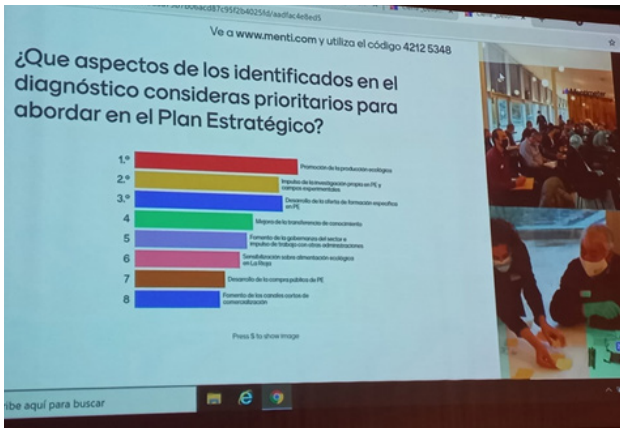 Ve a www.menti.com y utiliza el código 4212 5348
¿Que aspectos de los identificados en el
diagnóstico consideras prioritarios para
abordar en el Plan Estratégico?
1.º
Promoción de la producción ecológica
2.º
Impulso de la investigación propia en PE y
campos experimentales
3.º
Desarrollo de la oferta de formación específica
en PE
4
Mejora de la transferencia de conocimiento
5
Fomento de la gobernanza del sector e
impulso de trabajo con otras administraciones
6
Sensibilización sobre alimentación ecológica
en La Rioja
7
Desarrollo de la compra pública de PE
8
Fomento de los canales cortos de
comercialización
Press S to show image
ribe aquí para buscar